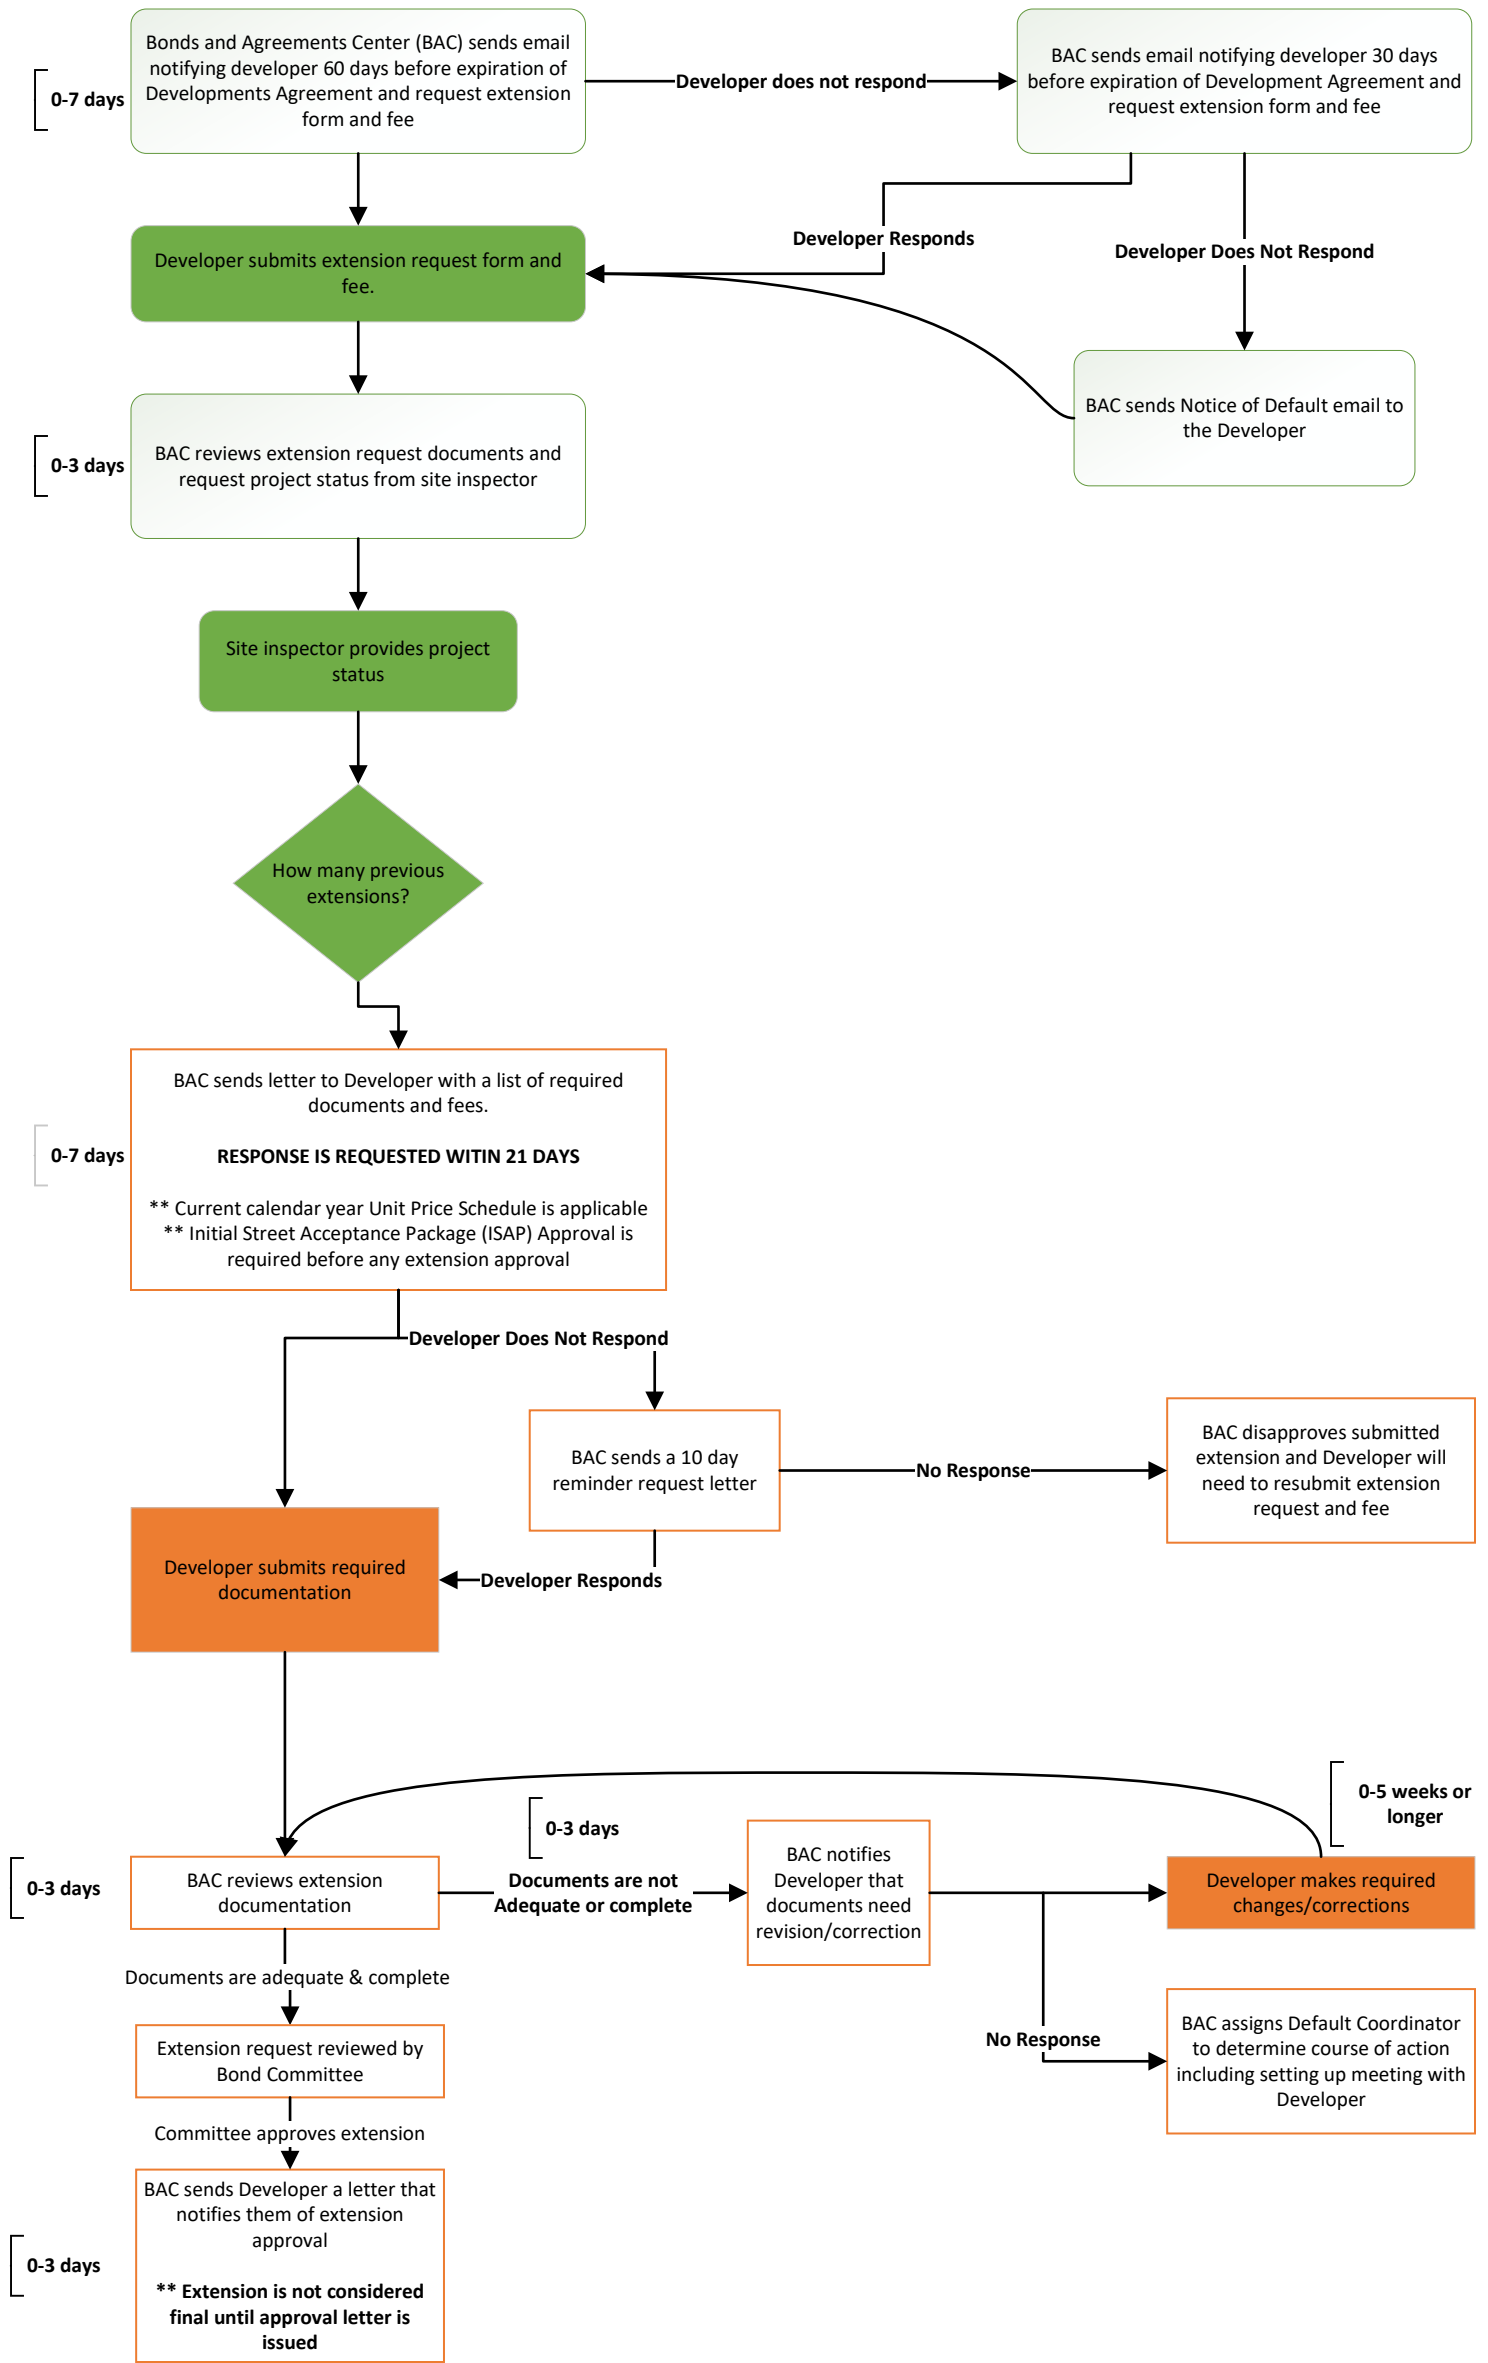 Bonds and Agreements Center (BAC) sends email
notifying developer 60 days before expiration of
Developments Agreement and request extension
form and fee
0-7 days
Developer does not respond
BAC sends email notifying developer 30 days
before expiration of Development Agreement and
request extension form and fee
Developer Responds
Developer Does Not Respond
Developer submits extension request form and
fee.
BAC sends Notice of Default email to
the Developer
0-3 days
BAC reviews extension request documents and
request project status from site inspector
Site inspector provides project
status
How many previous
extensions?
0-7 days
BAC sends letter to Developer with a list of required
documents and fees.
RESPONSE IS REQUESTED WITIN 21 DAYS
** Current calendar year Unit Price Schedule is applicable
** Initial Street Acceptance Package (ISAP) Approval is
required before any extension approval
Developer Does Not Respond
BAC sends a 10 day
reminder request letter
No Response
BAC disapproves submitted
extension and Developer will
need to resubmit extension
request and fee
Developer submits required
documentation
Developer Responds
0-5 weeks or
longer
0-3 days
0-3 days
BAC reviews extension
documentation
Documents are not
Adequate or complete
BAC notifies
Developer that
documents need
revision/correction
Developer makes required
changes/corrections
Documents are adequate & complete
No Response
BAC assigns Default Coordinator
to determine course of action
including setting up meeting with
Developer
Extension request reviewed by
Bond Committee
Committee approves extension
0-3 days
BAC sends Developer a letter that
notifies them of extension
approval
** Extension is not considered
final until approval letter is
issued